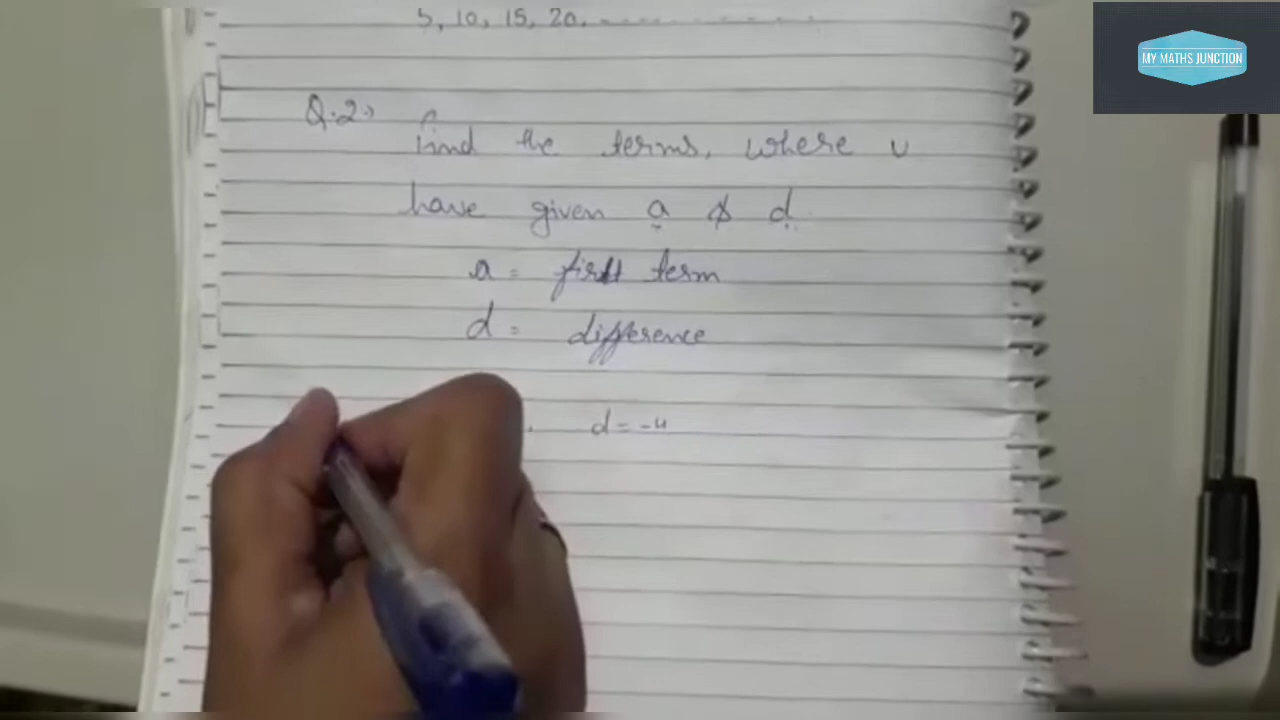 5, 10, 15, 20, - - - - - - - - - -
MY MATHS JUNCTION
Q.2.)
find the terms, where u
have given a & d.
a = first term
d = difference
d = -4